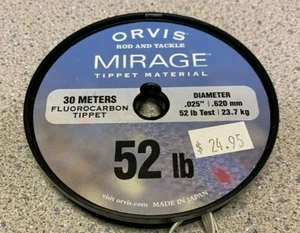 ORVIS
ROD AND TACKLE
MIRAGE™
TIPPET MATERIAL
30 METERS
FLUOROCARBON
TIPPET
DIAMETER
.025" | .620 mm
52 lb Test | 23.7 kg
52 lb
$ 24.95
visit orvis.com MADE IN JAPAN